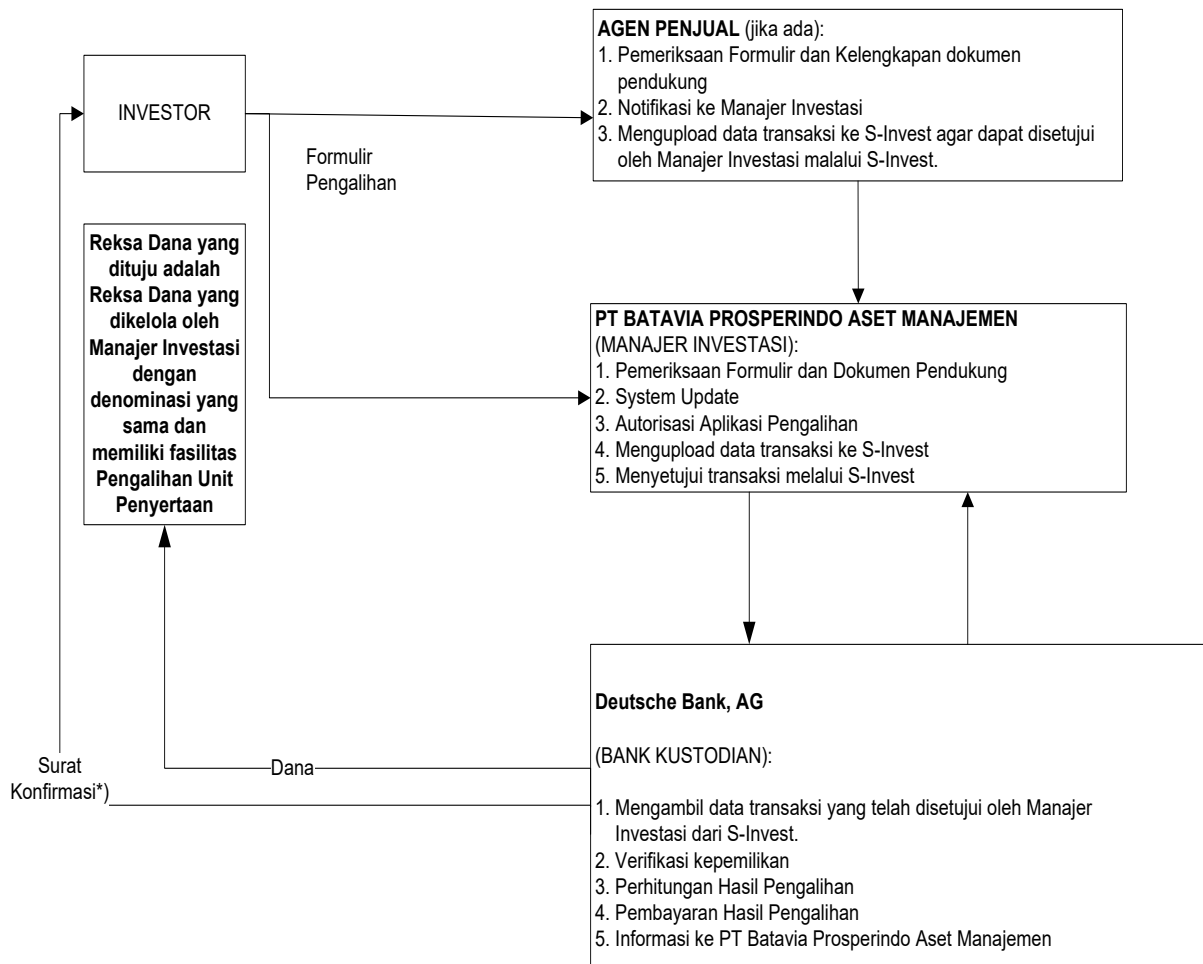 AGEN PENJUAL (jika ada):
1. Pemeriksaan Formulir dan Kelengkapan dokumen
pendukung
2. Notifikasi ke Manajer Investasi
3. Mengupload data transaksi ke S-Invest agar dapat disetujui
oleh Manajer Investasi malalui S-Invest.
INVESTOR
Formulir
Pengalihan
Reksa Dana yang
dituju adalah
Reksa Dana yang
dikelola oleh
Manajer Investasi
dengan
denominasi yang
sama dan
memiliki fasilitas
Pengalihan Unit
Penyertaan
PT BATAVIA PROSPERINDO ASET MANAJEMEN
(MANAJER INVESTASI):
1. Pemeriksaan Formulir dan Dokumen Pendukung
2. System Update
3. Autorisasi Aplikasi Pengalihan
4. Mengupload data transaksi ke S-Invest
5. Menyetujui transaksi melalui S-Invest
Deutsche Bank, AG
(BANK KUSTODIAN):
1. Mengambil data transaksi yang telah disetujui oleh Manajer
Investasi dari S-Invest.
2. Verifikasi kepemilikan
3. Perhitungan Hasil Pengalihan
4. Pembayaran Hasil Pengalihan
5. Informasi ke PT Batavia Prosperindo Aset Manajemen
Dana
Surat
Konfirmasi*)